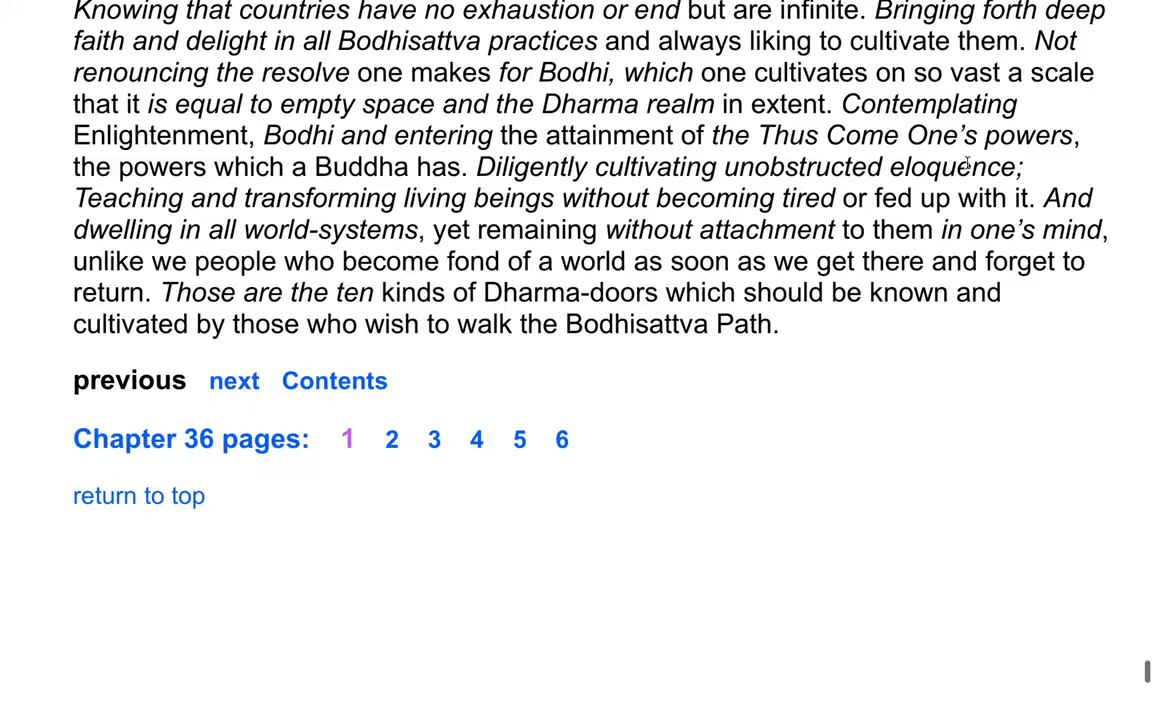 Knowing that countries have no exhaustion or end but are infinite. Bringing forth deep
faith and delight in all Bodhisattva practices and always liking to cultivate them. Not
renouncing the resolve one makes for Bodhi, which one cultivates on so vast a scale
that it is equal to empty space and the Dharma realm in extent. Contemplating
Enlightenment, Bodhi and entering the attainment of the Thus Come One’s powers,
the powers which a Buddha has. Diligently cultivating unobstructed eloquence;
Teaching and transforming living beings without becoming tired or fed up with it. And
dwelling in all world-systems, yet remaining without attachment to them in one’s mind,
unlike we people who become fond of a world as soon as we get there and forget to
return. Those are the ten kinds of Dharma-doors which should be known and
cultivated by those who wish to walk the Bodhisattva Path.
previous next Contents
Chapter 36 pages: 1 2 3 4 5 6
return to top